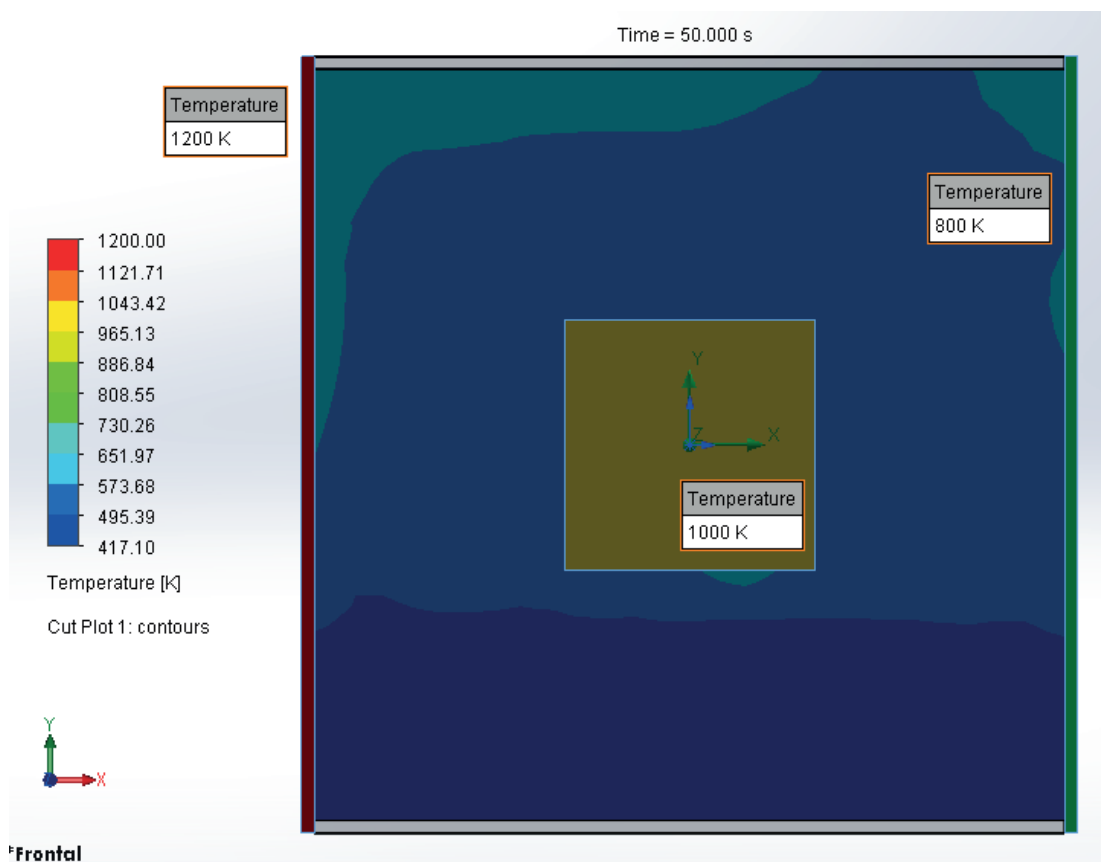 Time = 50.000 s
Temperature
1200 K
Temperature
800 K
1200.00
1121.71
1043.42
965.13
886.84
808.55
730.26
651.97
573.68
495.39
417.10
Y
Z
X
Temperature
1000 K
Temperature [K]
Cut Plot 1: contours
Y
X
*Frontal